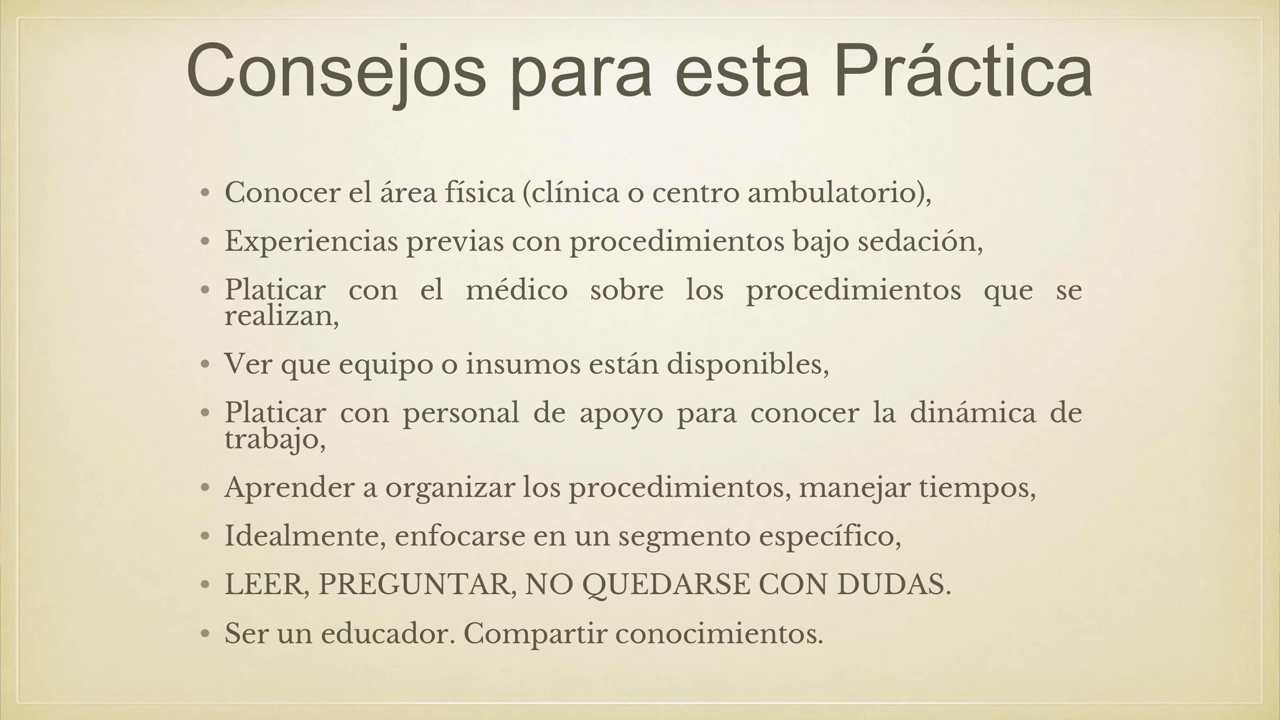 Consejos para esta Práctica
• Conocer el área física (clínica o centro ambulatorio),
• Experiencias previas con procedimientos bajo sedación,
• Platicar con el médico sobre los procedimientos que se
realizan,
• Ver que equipo o insumos están disponibles,
• Platicar con personal de apoyo para conocer la dinámica de
trabajo,
• Aprender a organizar los procedimientos, manejar tiempos,
• Idealmente, enfocarse en un segmento específico,
• LEER, PREGUNTAR, NO QUEDARSE CON DUDAS.
• Ser un educador. Compartir conocimientos.